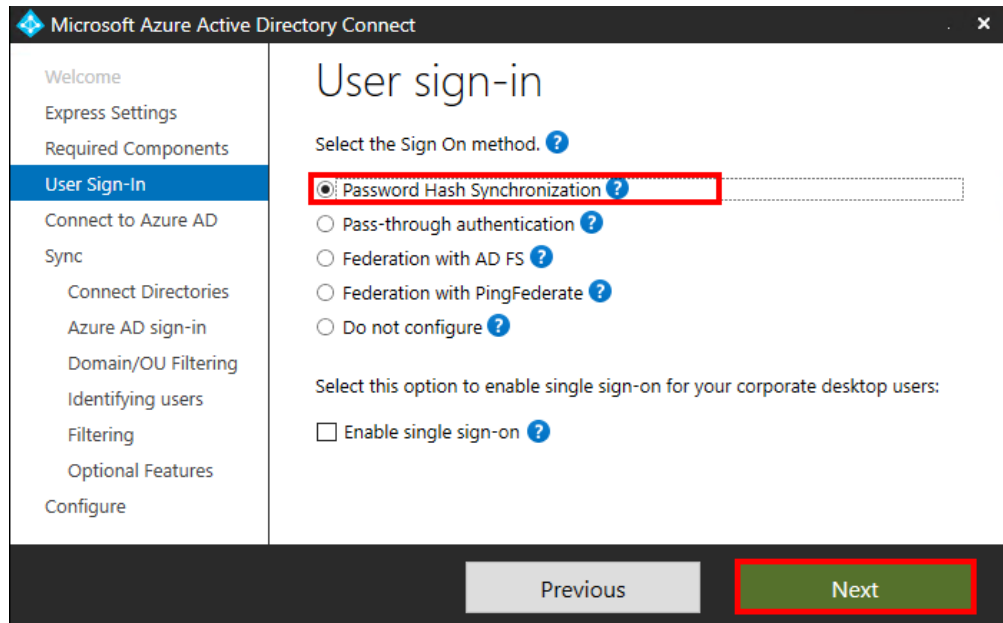 Microsoft Azure Active Directory Connect
Welcome
Express Settings
Required Components
User Sign-In
Connect to Azure AD
Sync
Connect Directories
Azure AD sign-in
Domain/OU Filtering
Identifying users
Filtering
Optional Features
Configure
User sign-in
Select the Sign On method. ?
Password Hash Synchronization ?
Pass-through authentication ?
Federation with AD FS ?
Federation with PingFederate ?
Do not configure ?
Select this option to enable single sign-on for your corporate desktop users:
Enable single sign-on ?
Previous
Next